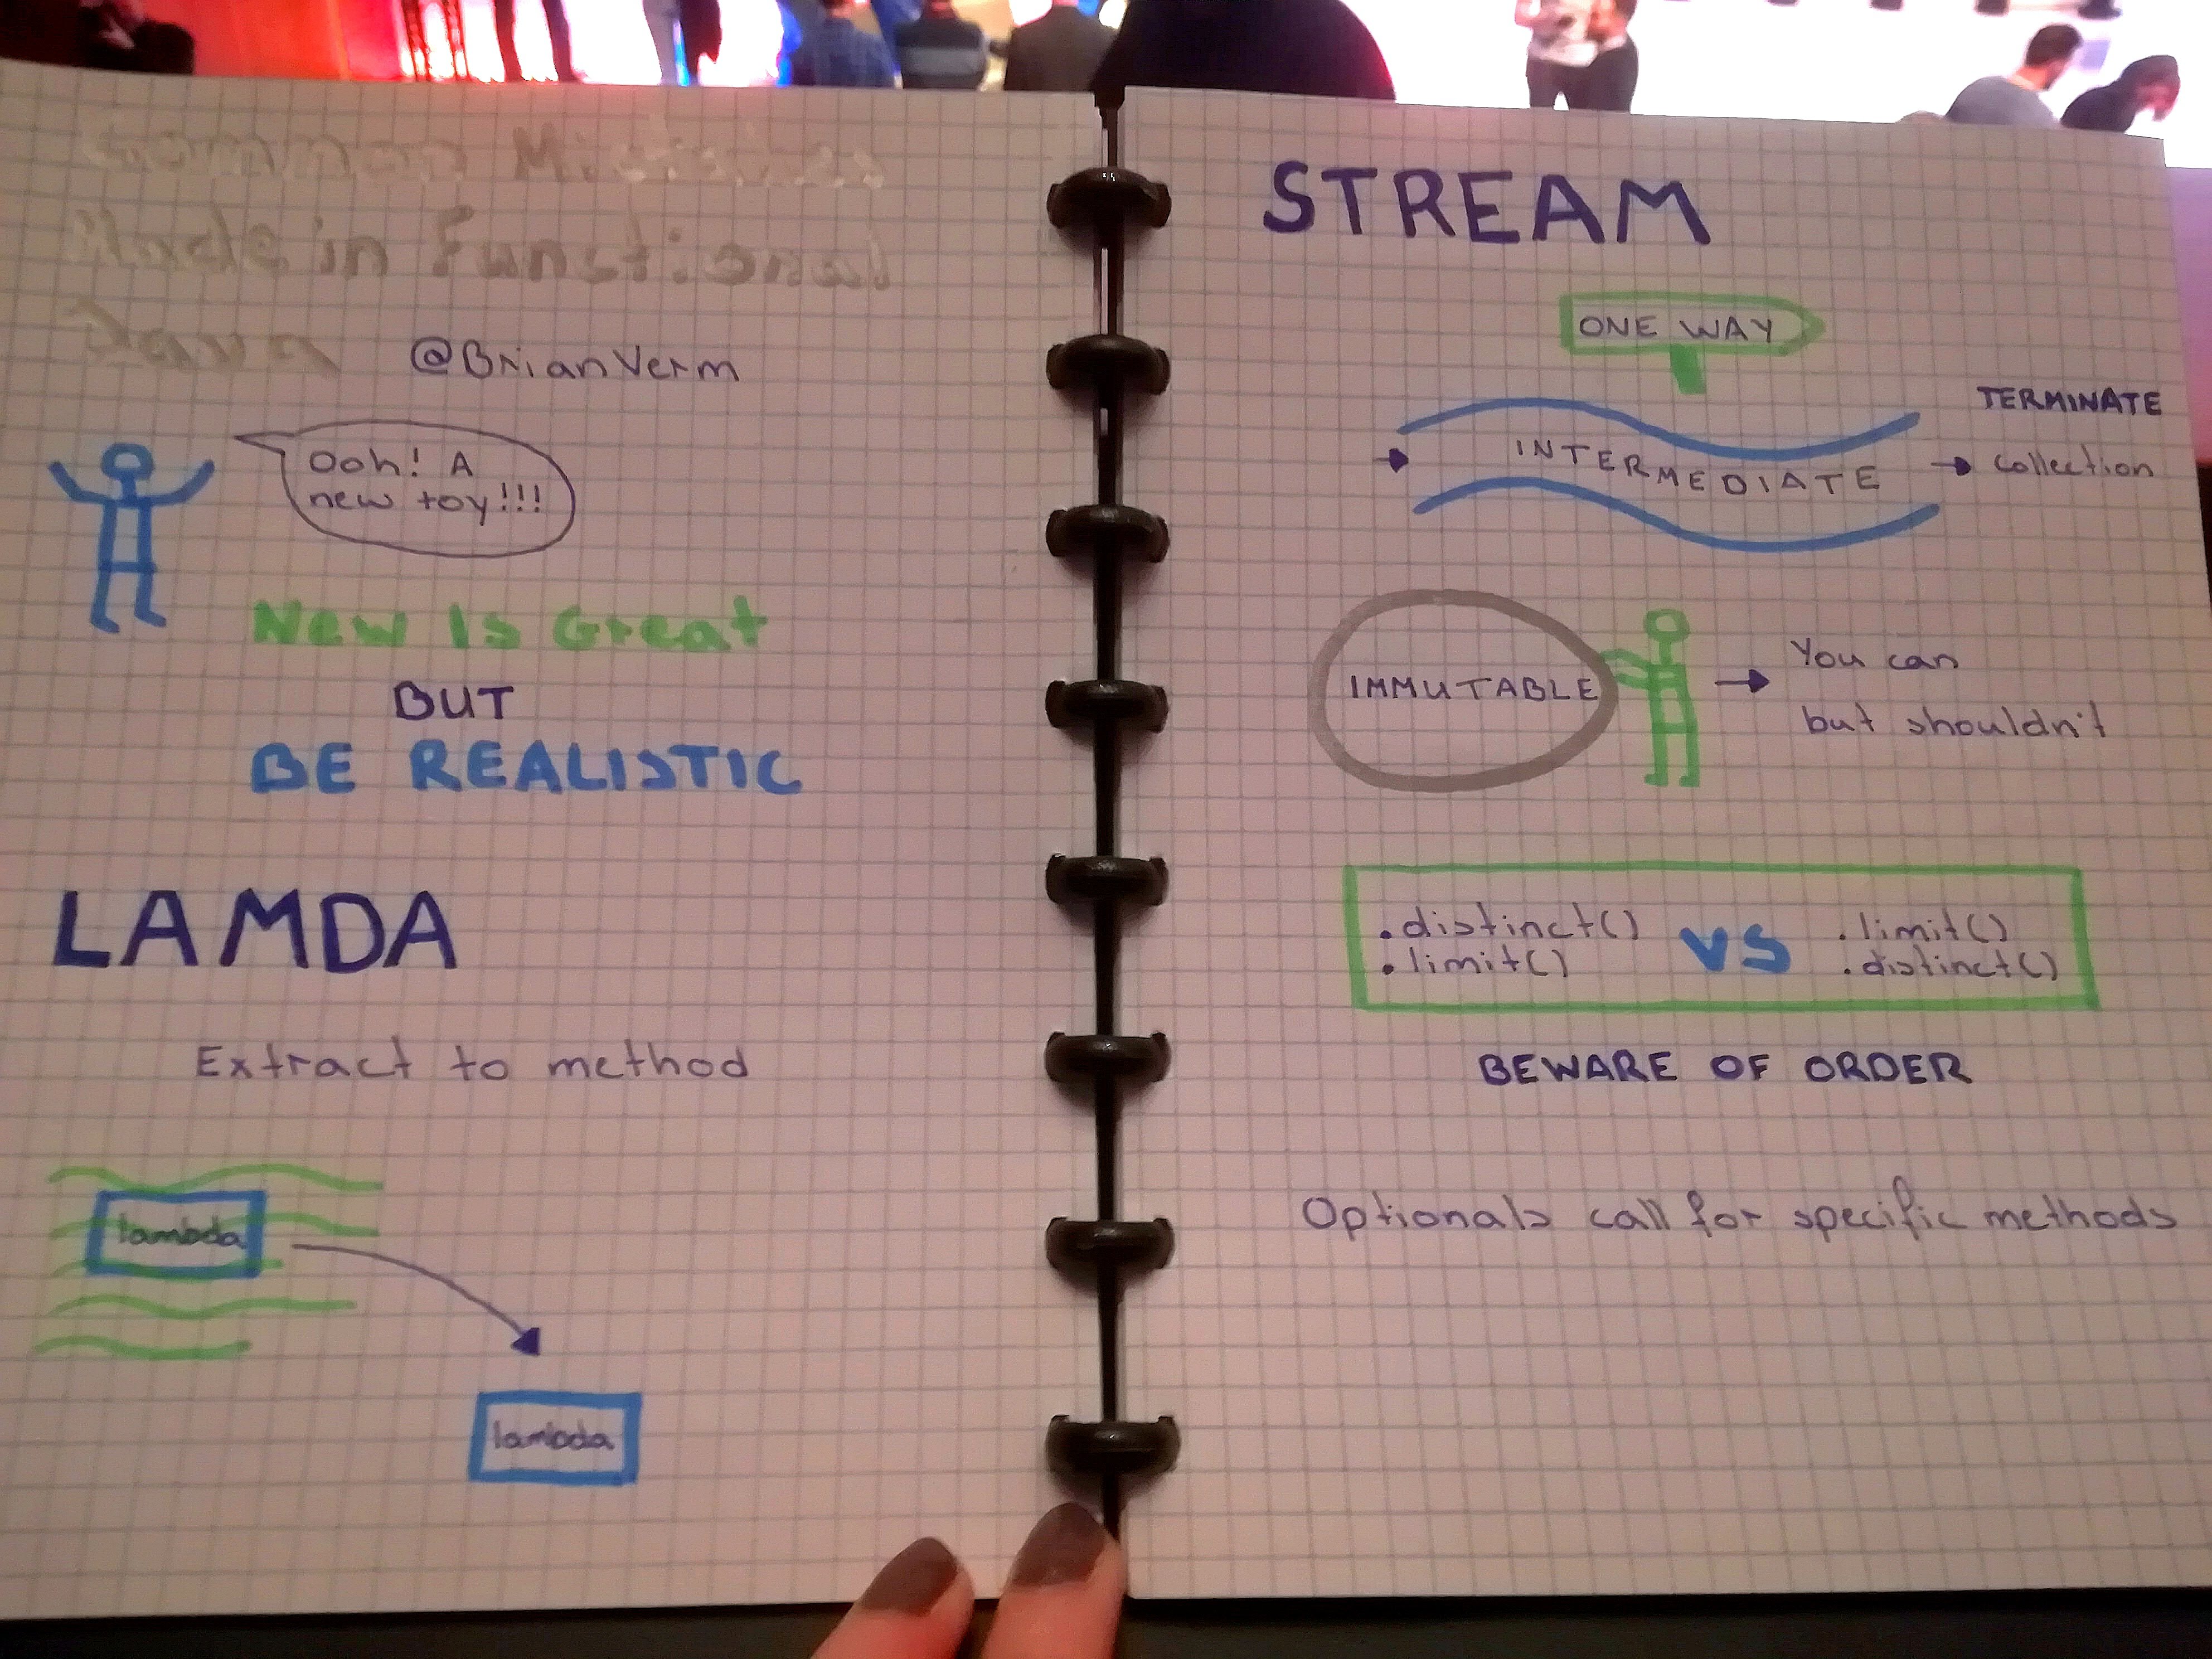 Common Mistakes
Made in Functional
Java
@BrianVerm
Ooh! A
new toy!!!
New Is Great
BUT
BE REALISTIC
LAMDA
Extract to method
lambda
lambda
STREAM
ONE WAY
INTERMEDIATE
TERMINATE
collection
IMMUTABLE
You can
but shouldn't
.distinct()
.limit()
VS
.limit()
.distinct()
BEWARE OF ORDER
Optionals call for specific methods